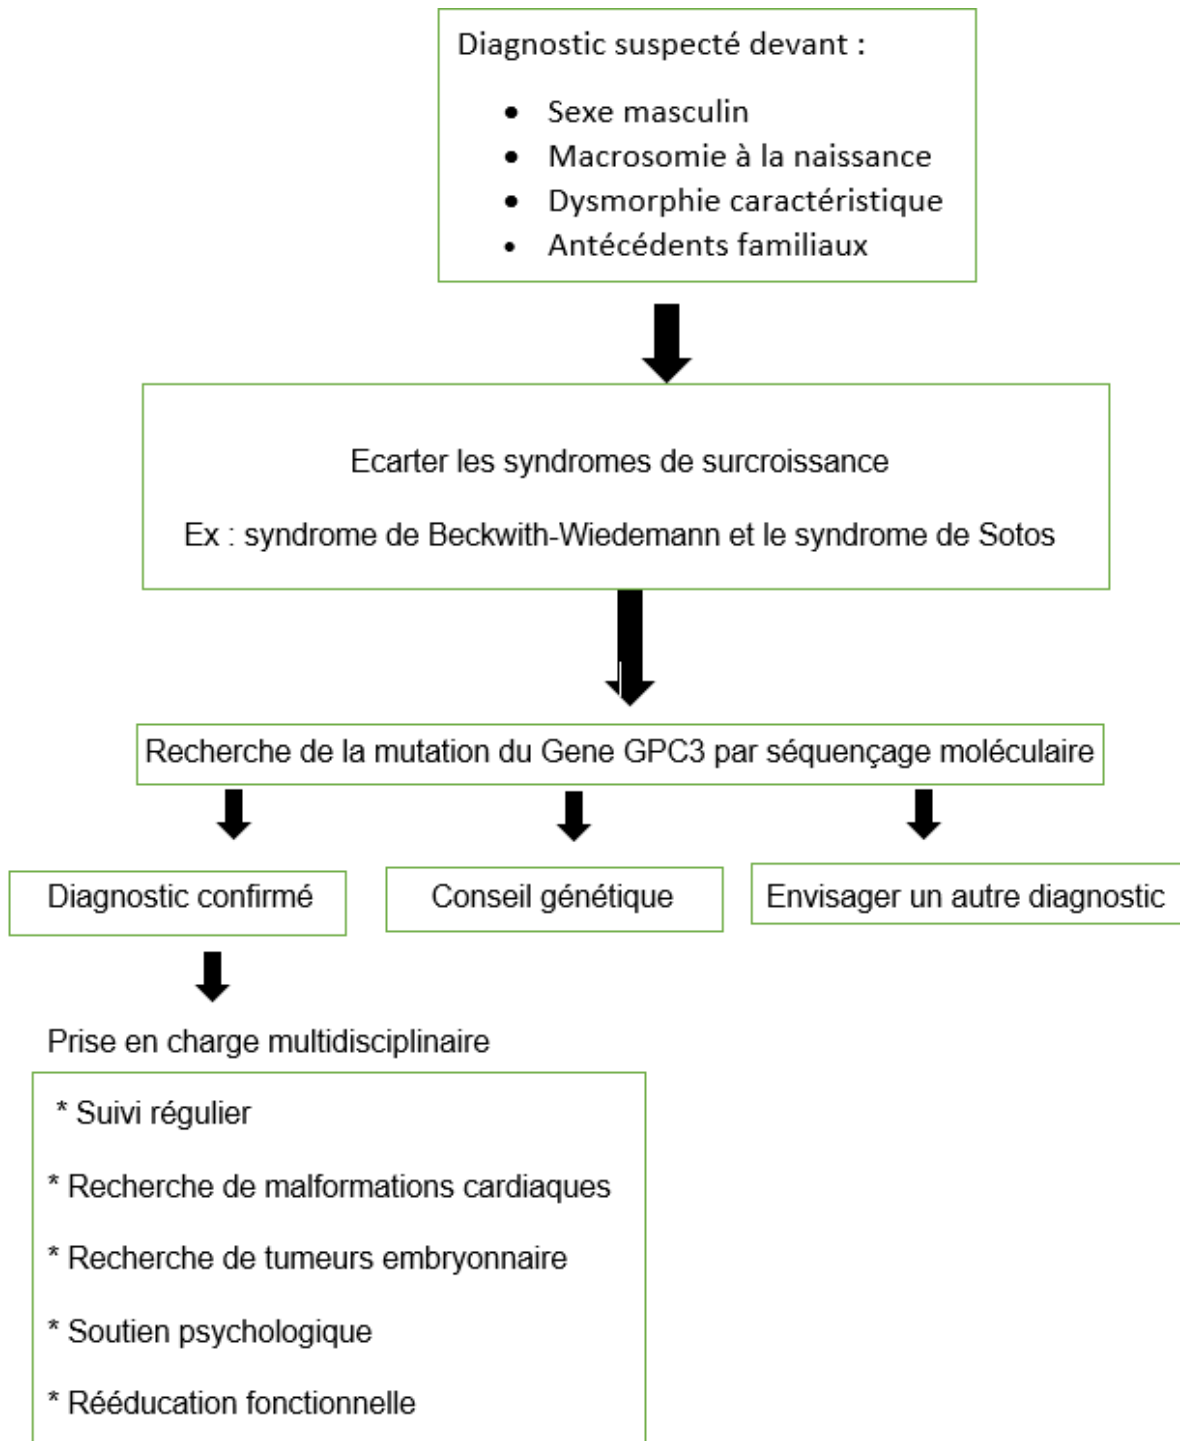 Diagnostic suspecté devant :
• Sexe masculin
• Macrosomie à la naissance
• Dysmorphie caractéristique
• Antécédents familiaux
Ecarter les syndromes de surcroissance
Ex : syndrome de Beckwith-Wiedemann et le syndrome de Sotos
Recherche de la mutation du Gene GPC3 par séquençage moléculaire
Diagnostic confirmé
Conseil génétique
Envisager un autre diagnostic
Prise en charge multidisciplinaire
* Suivi régulier
* Recherche de malformations cardiaques
* Recherche de tumeurs embryonnaire
* Soutien psychologique
* Rééducation fonctionnelle